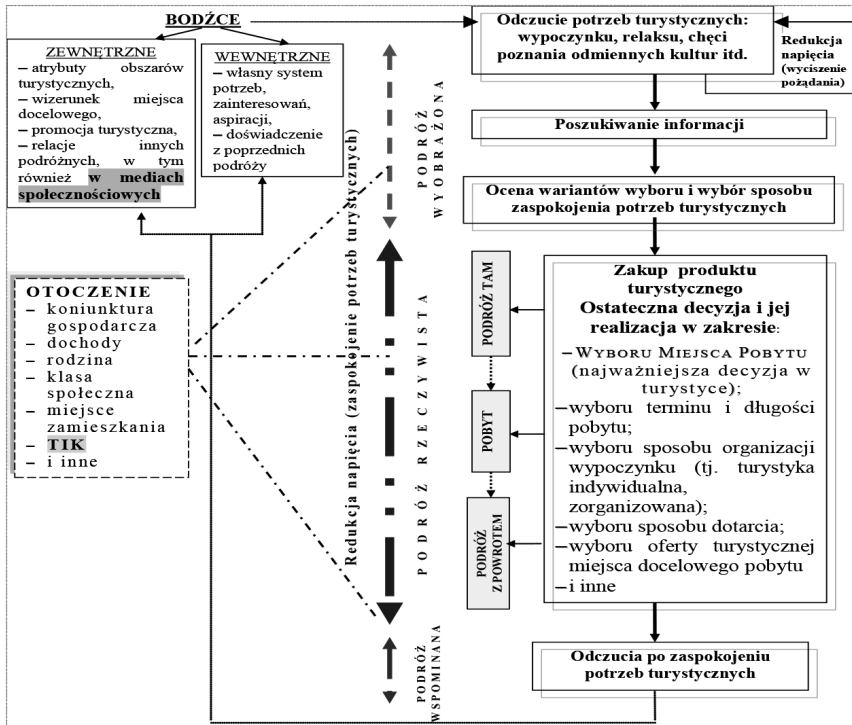 BODŹCE
ZEWNĘTRZNE
– atrybuty obszarów
turystycznych,
– wizerunek miejsca
docelowego,
– promocja turystyczna,
– relacje innych
podróżnych, w tym
również w mediach
społecznościowych
WEWNĘTRZNE
– własny system
potrzeb,
zainteresowań,
aspiracji,
– doświadczenie
z poprzednich
podróży
OTOCZENIE
– koniunktura
gospodarcza
– dochody
– rodzina
– klasa
społeczna
– miejsce
zamieszkania
– TIK
– i inne
Redukcja napięcia (zaspokojenie potrzeb turystycznych)
PODRÓŻ
WYOBRAŻONA
PODRÓŻ RZECZYWISTA
PODRÓŻ
WSPOMINANA
Odczucie potrzeb turystycznych:
wypoczynku, relaksu, chęci
poznania odmiennych kultur itd.
Redukcja
napięcia
(wyciszenie
pożądania)
Poszukiwanie informacji
Ocena wariantów wyboru i wybór sposobu
zaspokojenia potrzeb turystycznych
PODRÓŻ TAM
POBYT
PODRÓŻ
Z POWROTEM
Zakup produktu
turystycznego
Ostateczna decyzja i jej
realizacja w zakresie:
– WYBORU MIEJSCA POBYTU
(najważniejsza decyzja w
turystyce);
– wyboru terminu i długości
pobytu;
– wyboru sposobu organizacji
wypoczynku (tj. turystyka
indywidualna,
zorganizowana);
– wyboru sposobu dotarcia;
– wyboru oferty turystycznej
miejsca docelowego pobytu
– i inne
Odczucia po zaspokojeniu
potrzeb turystycznych